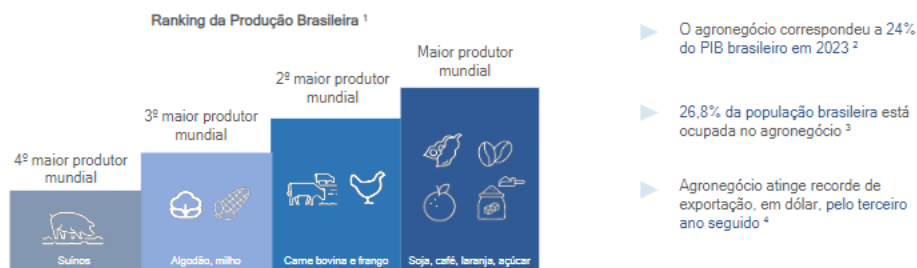 Ranking da Produção Brasileira ¹
4º maior produtor
mundial
Suínos
3º maior produtor
mundial
Algodão, milho
2º maior produtor
mundial
Carne bovina e frango
Maior produtor
mundial
Soja, café, laranja, açúcar
O agronegócio correspondeu a 24%
do PIB brasileiro em 2023 ²
26,8% da população brasileira está
ocupada no agronegócio ³
Agronegócio atinge recorde de
exportação, em dólar, pelo terceiro
ano seguido ⁴